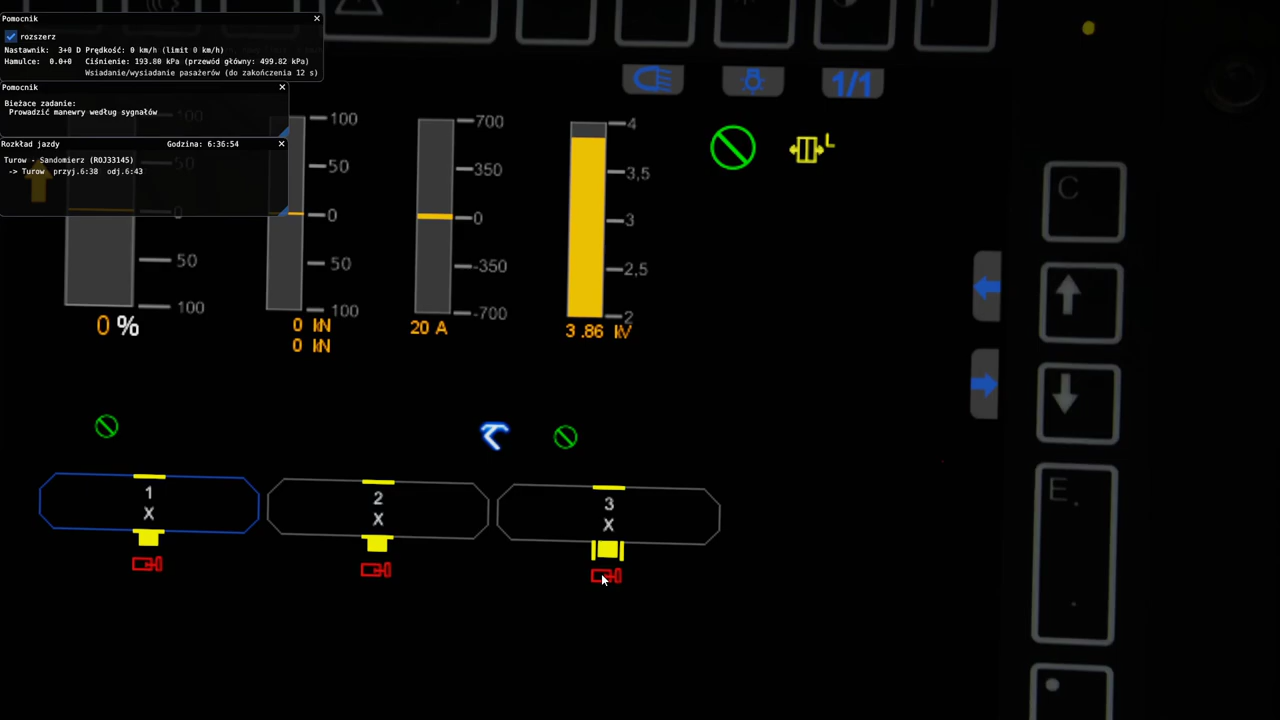 Pomocnik
rozszerz
Nastawnik: 3+0 D Prędkość: 0 km/h (limit 0 km/h)
Hamulce: 0.0+0 Ciśnienie: 193.80 kPa (przewód główny: 499.82 kPa)
Wsiadanie/wysiadanie pasażerów (do zakończenia 12 s)
Pomocnik
Bieżace zadanie:
Prowadzić manewry według sygnałów
Rozkład jazdy Godzina: 6:36:54
Turow - Sandomierz (ROJ33145)
-> Turow przyj.6:38 odj.6:43
1/1
100
50
0
50
100
0 %
100
50
0
50
100
0 kN
0 kN
700
350
0
-350
-700
20 A
4
3,5
3
2,5
2
3.86 kV
L
1
X
2
X
3
X
C
E